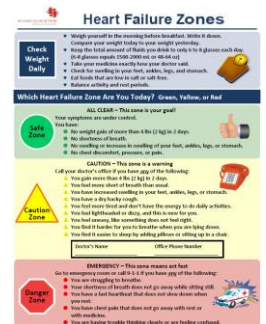 Heart Failure Zones
Check Weight Daily
Weigh yourself in the morning before breakfast. Write it down.
Compare your weight today to your weight yesterday.
Keep the total amount of fluids you drink to only 6 to 8 glasses each day.
(6-8 glasses equals 1500-2000 mL or 48-64 oz)
Take your medicine exactly how your doctor said.
Check for swelling in your feet, ankles, legs, and stomach.
Eat foods that are low in salt or salt-free.
Balance activity and rest periods.
Which Heart Failure Zone Are You Today? Green, Yellow, or Red
Safe Zone
ALL CLEAR – This zone is your goal!
Your symptoms are under control.
You have:
No weight gain of more than 4 lbs (2 kg) in 2 days.
No shortness of breath.
No swelling or increase in swelling of your feet, ankles, legs, or stomach.
No chest discomfort, pressure, or pain.
Caution Zone
CAUTION – This zone is a warning
Call your doctor's office if you have any of the following:
You gain more than 4 lbs (2 kg) in 2 days.
You feel more short of breath than usual.
You have increased swelling in your feet, ankles, legs, or stomach.
You have a dry hacky cough.
You feel more tired and don't have the energy to do daily activities.
You feel lightheaded or dizzy, and this is new for you.
You feel uneasy, like something does not feel right.
You find it harder for you to breathe when you are lying down.
You find it easier to sleep by adding pillows or sitting up in a chair.
Doctor's Name Office Phone Number
Danger Zone
EMERGENCY – This zone means act fast
Go to emergency room or call 9-1-1 if you have any of the following:
You are struggling to breathe.
Your shortness of breath does not go away while sitting still.
You have a fast heartbeat that does not slow down when
you rest.
You have chest pain that does not go away with rest or
with medicine.
You are having trouble thinking clearly or are feeling confused.